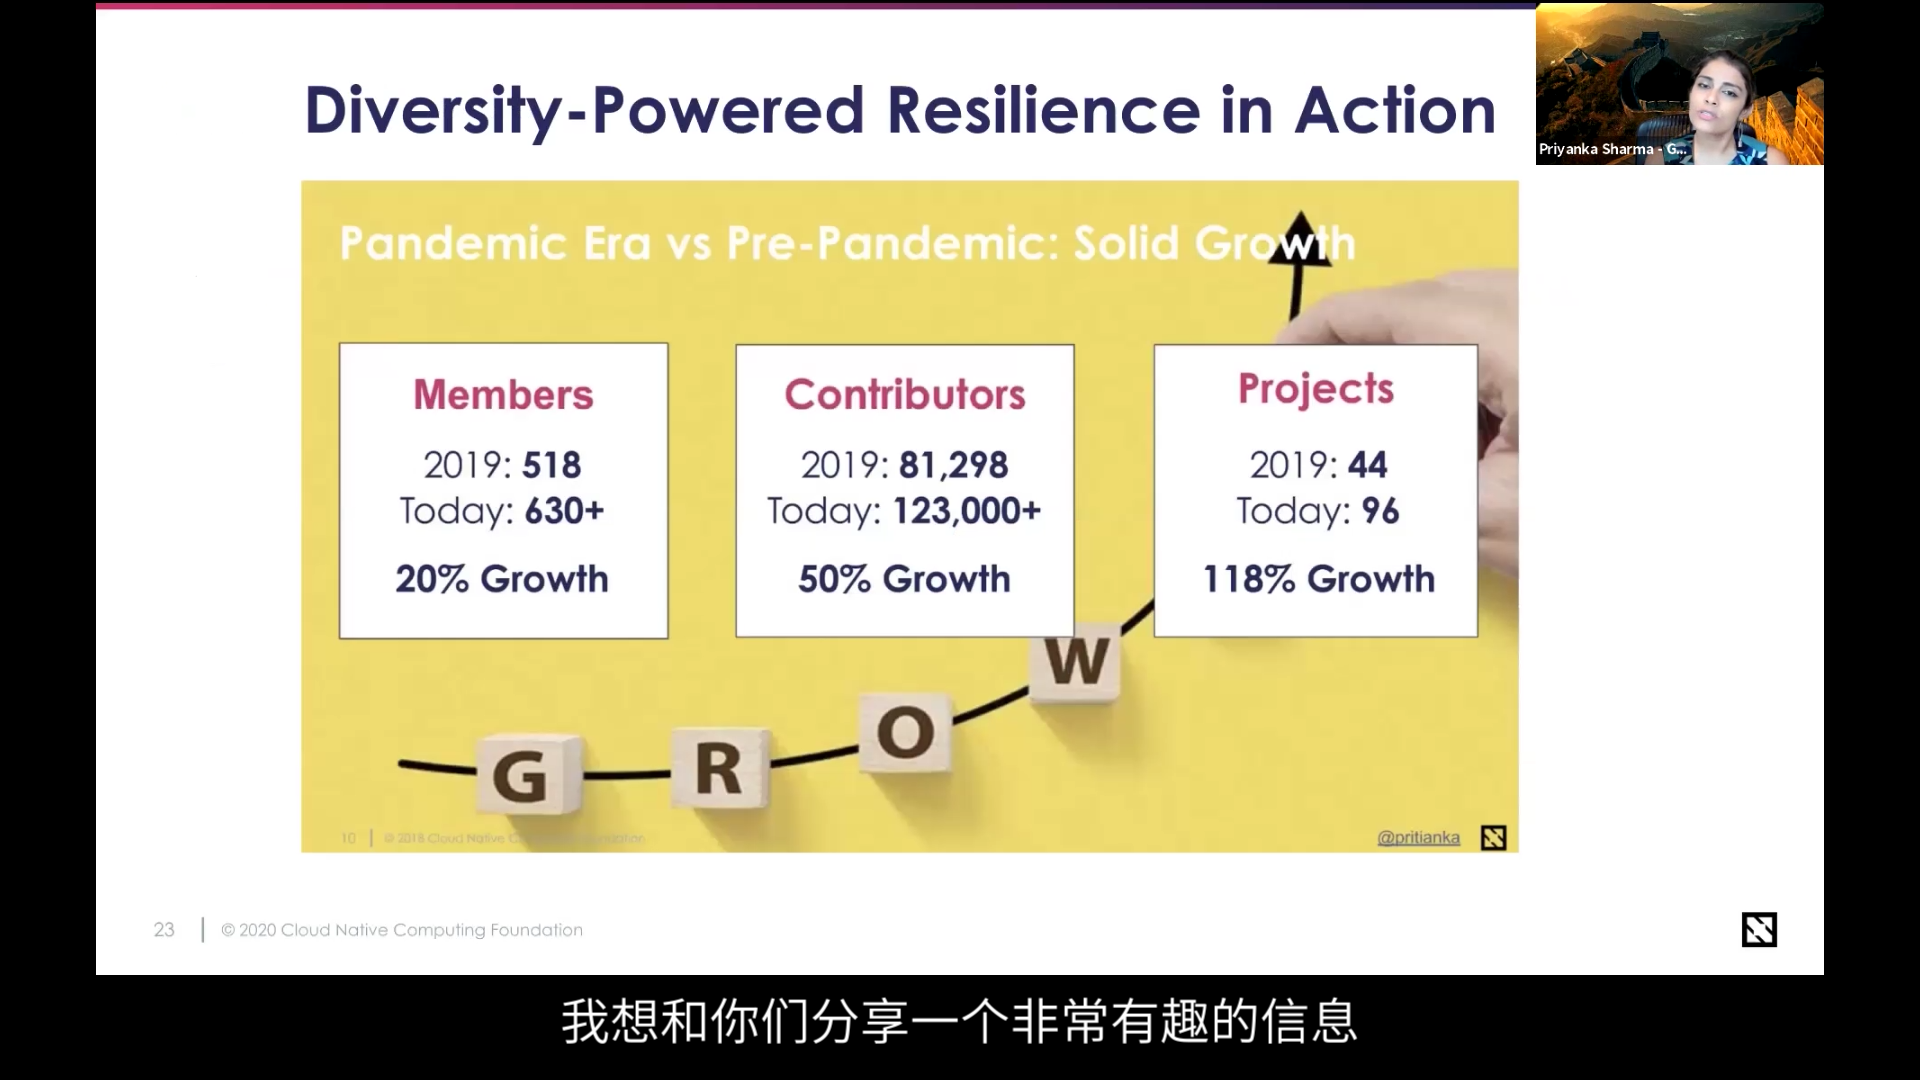 Diversity-Powered Resilience in Action
Priyanka Sharma - G...
Pandemic Era vs Pre-Pandemic: Solid Growth
Members
2019: 518
Today: 630+
20% Growth
Contributors
2019: 81,298
Today: 123,000+
50% Growth
Projects
2019: 44
Today: 96
118% Growth
G R O W
10 | © 2018 Cloud Native
@pritianka
23 | © 2020 Cloud Native Computing Foundation
我想和你们分享一个非常有趣的信息